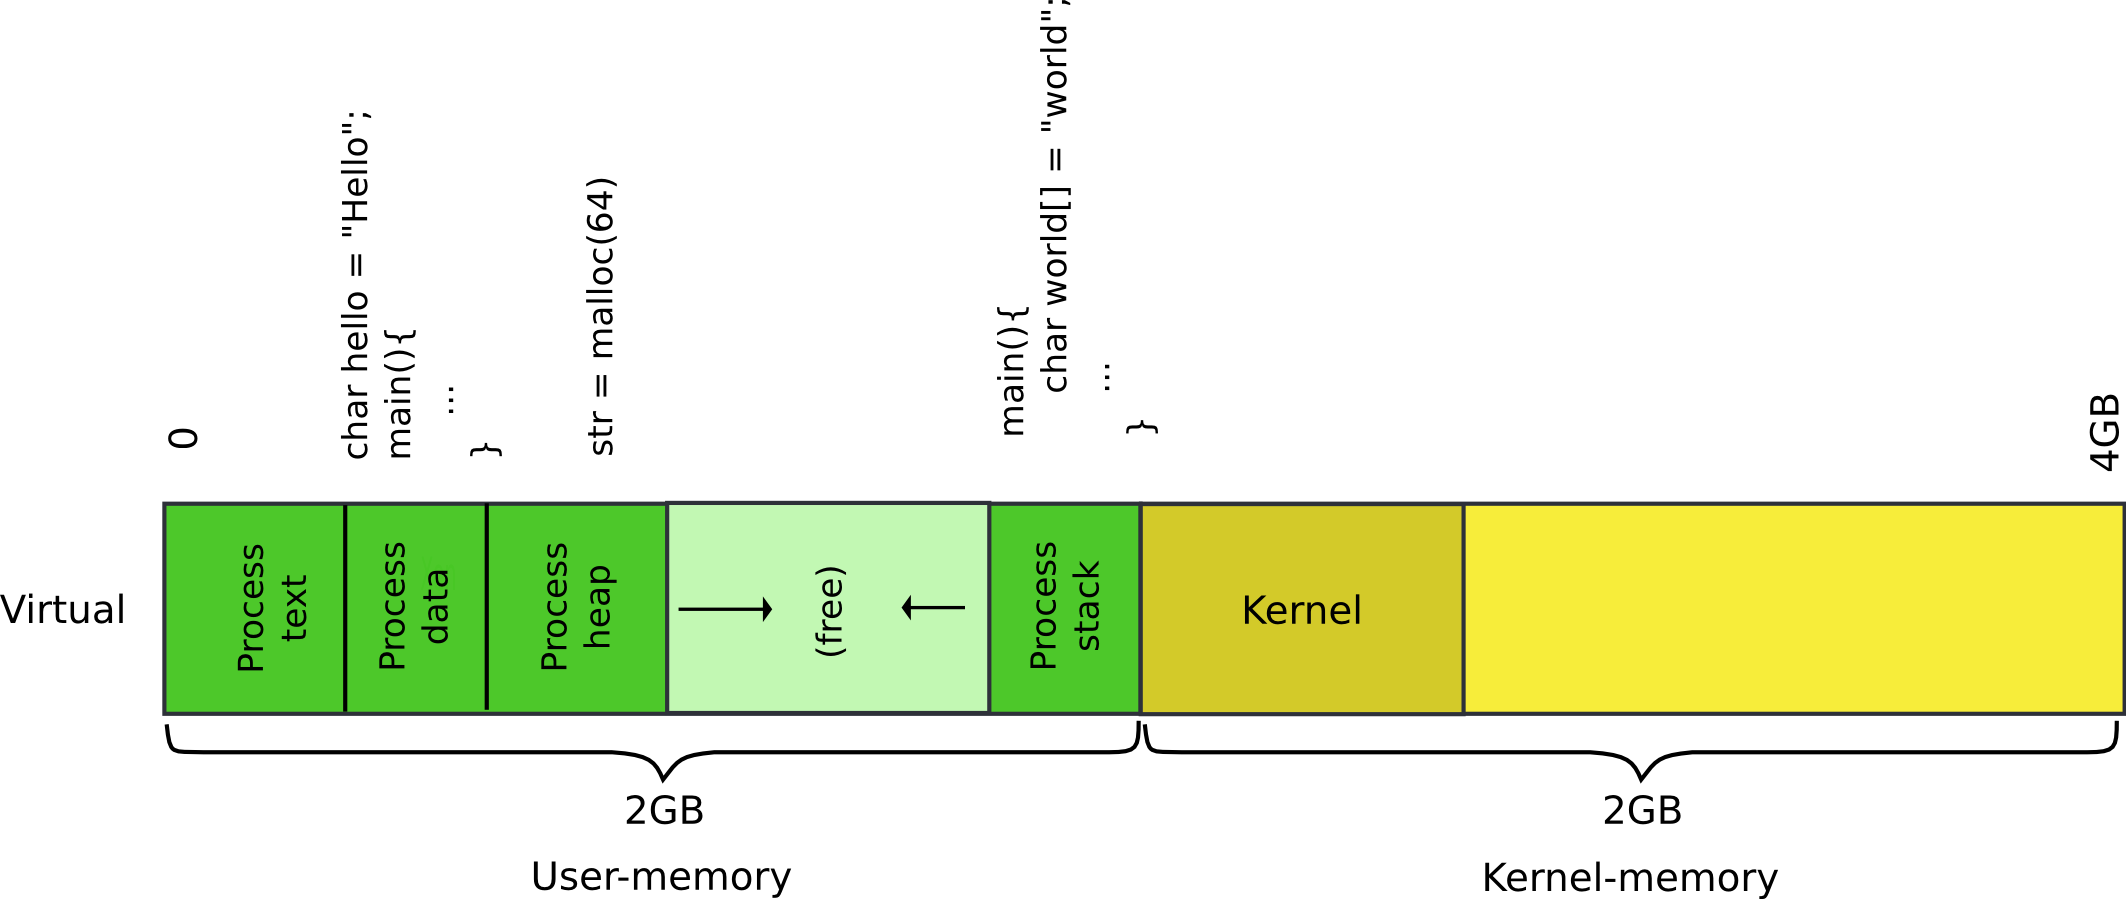 0
char hello = "Hello";
main(){
...
}
str = malloc(64)
main(){
char world[] = "world";
...
}
4GB
Virtual
Process
text
Process
data
Process
heap
(free)
Process
stack
Kernel
2GB
2GB
User-memory
Kernel-memory